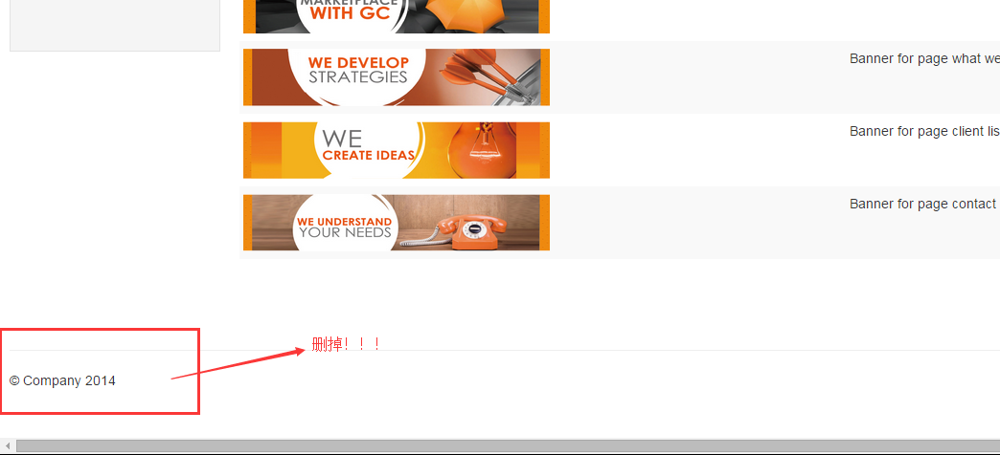 MARKETPLACE
WITH GC
WE DEVELOP
STRATEGIES
Banner for page what we
WE
CREATE IDEAS
Banner for page client lis
WE UNDERSTAND
YOUR NEEDS
Banner for page contact
删掉！！！
© Company 2014